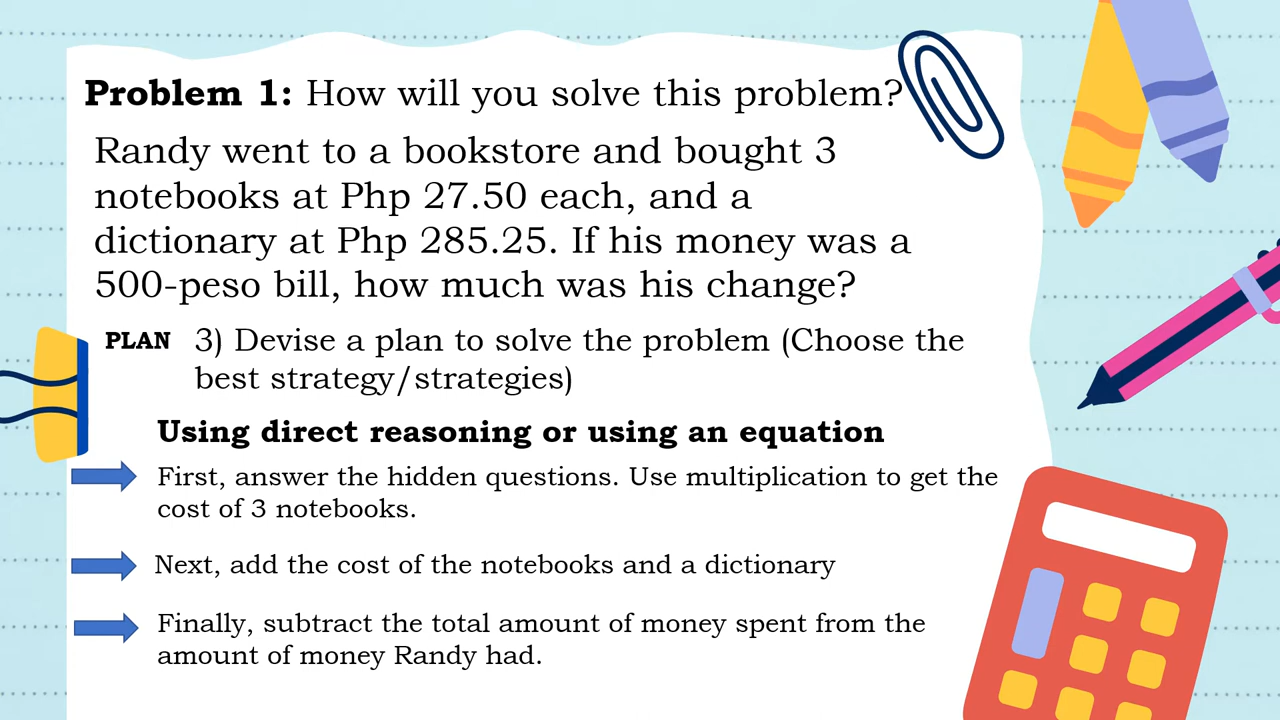 Problem 1: How will you solve this problem?
Randy went to a bookstore and bought 3
notebooks at Php 27.50 each, and a
dictionary at Php 285.25. If his money was a
500-peso bill, how much was his change?
PLAN 3) Devise a plan to solve the problem (Choose the
best strategy/strategies)
Using direct reasoning or using an equation
First, answer the hidden questions. Use multiplication to get the
cost of 3 notebooks.
Next, add the cost of the notebooks and a dictionary
Finally, subtract the total amount of money spent from the
amount of money Randy had.